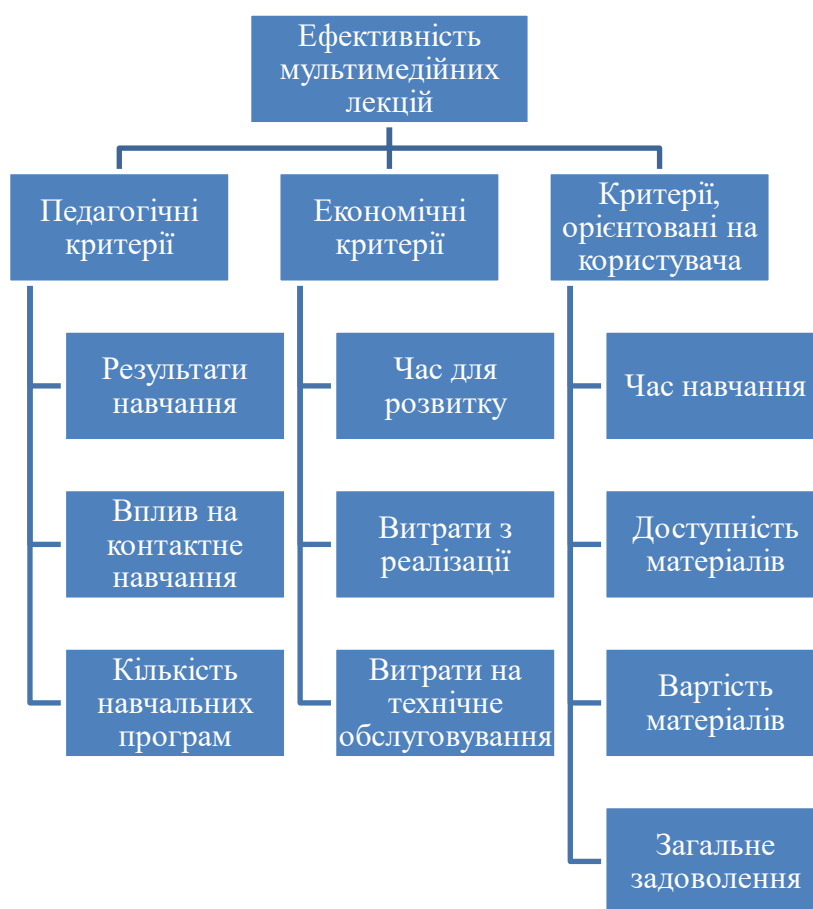 Ефективність
мультимедійних
лекцій
Педагогічні
критерії
Економічні
критерії
Критерії,
орієнтовані на
користувача
Результати
навчання
Вплив на
контактне
навчання
Кількість
навчальних
програм
Час для
розвитку
Витрати з
реалізації
Витрати на
технічне
обслуговування
Час навчання
Доступність
матеріалів
Вартість
матеріалів
Загальне
задоволення